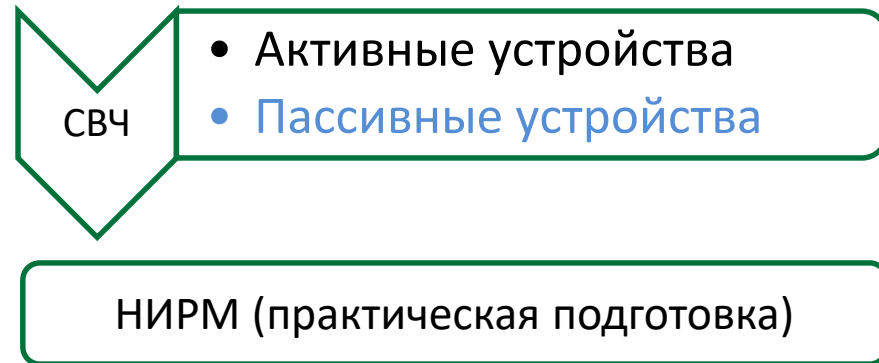 • Активные устройства
СВЧ
• Пассивные устройства
НИРМ (практическая подготовка)